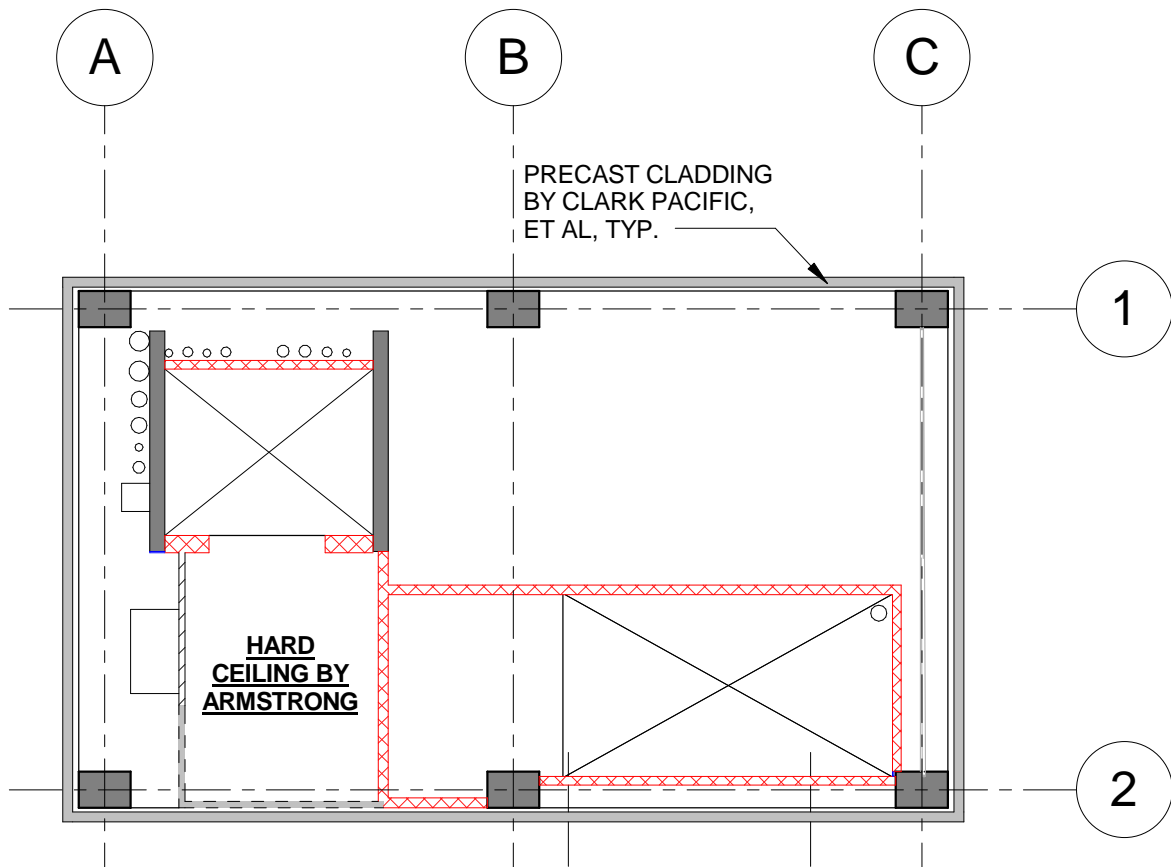 A
B
C
PRECAST CLADDING
BY CLARK PACIFIC,
ET AL, TYP.
1
HARD
CEILING BY
ARMSTRONG
2